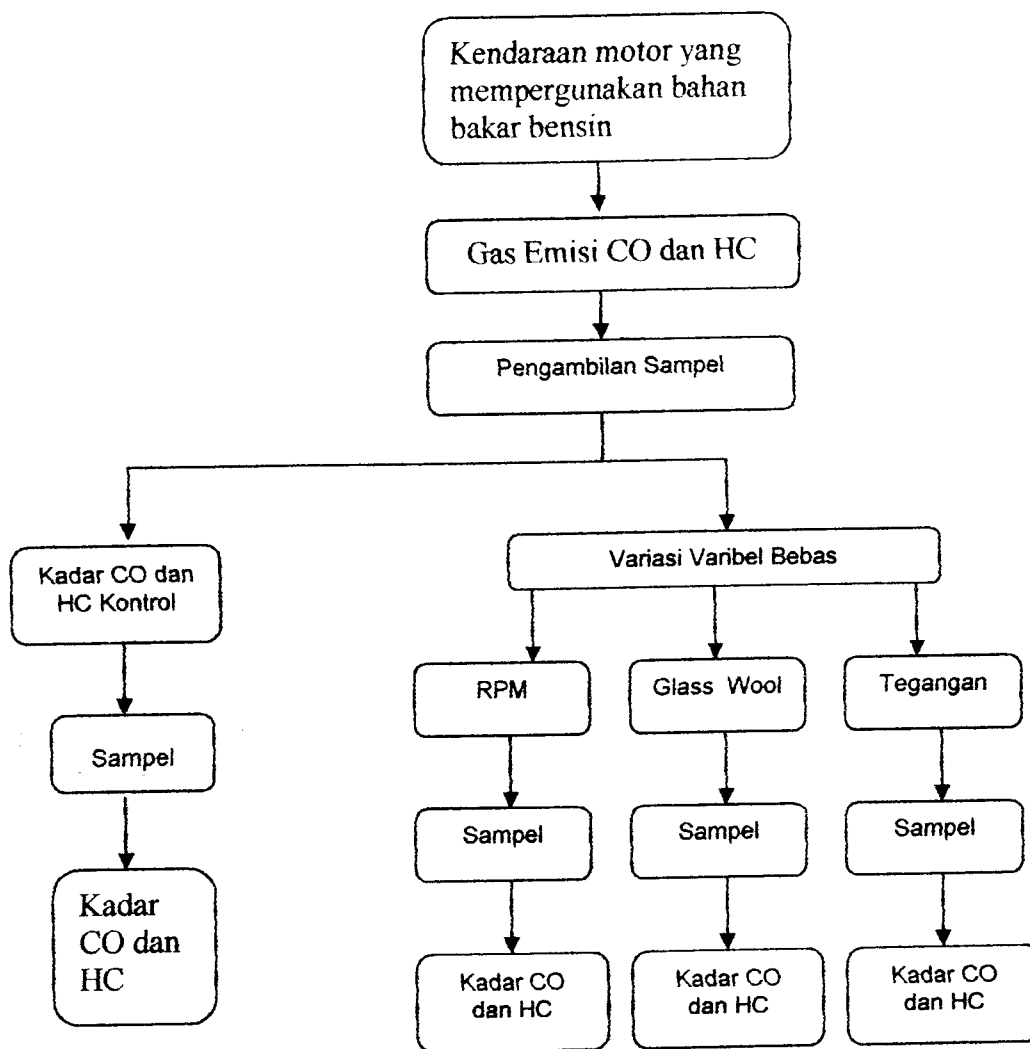 Kendaraan motor yang
mempergunakan bahan
bakar bensin
Gas Emisi CO dan HC
Pengambilan Sampel
Kadar CO dan
HC Kontrol
Sampel
Kadar
CO dan
HC
Variasi Varibel Bebas
RPM
Glass Wool
Tegangan
Sampel
Sampel
Sampel
Kadar CO
dan HC
Kadar CO
dan HC
Kadar CO
dan HC